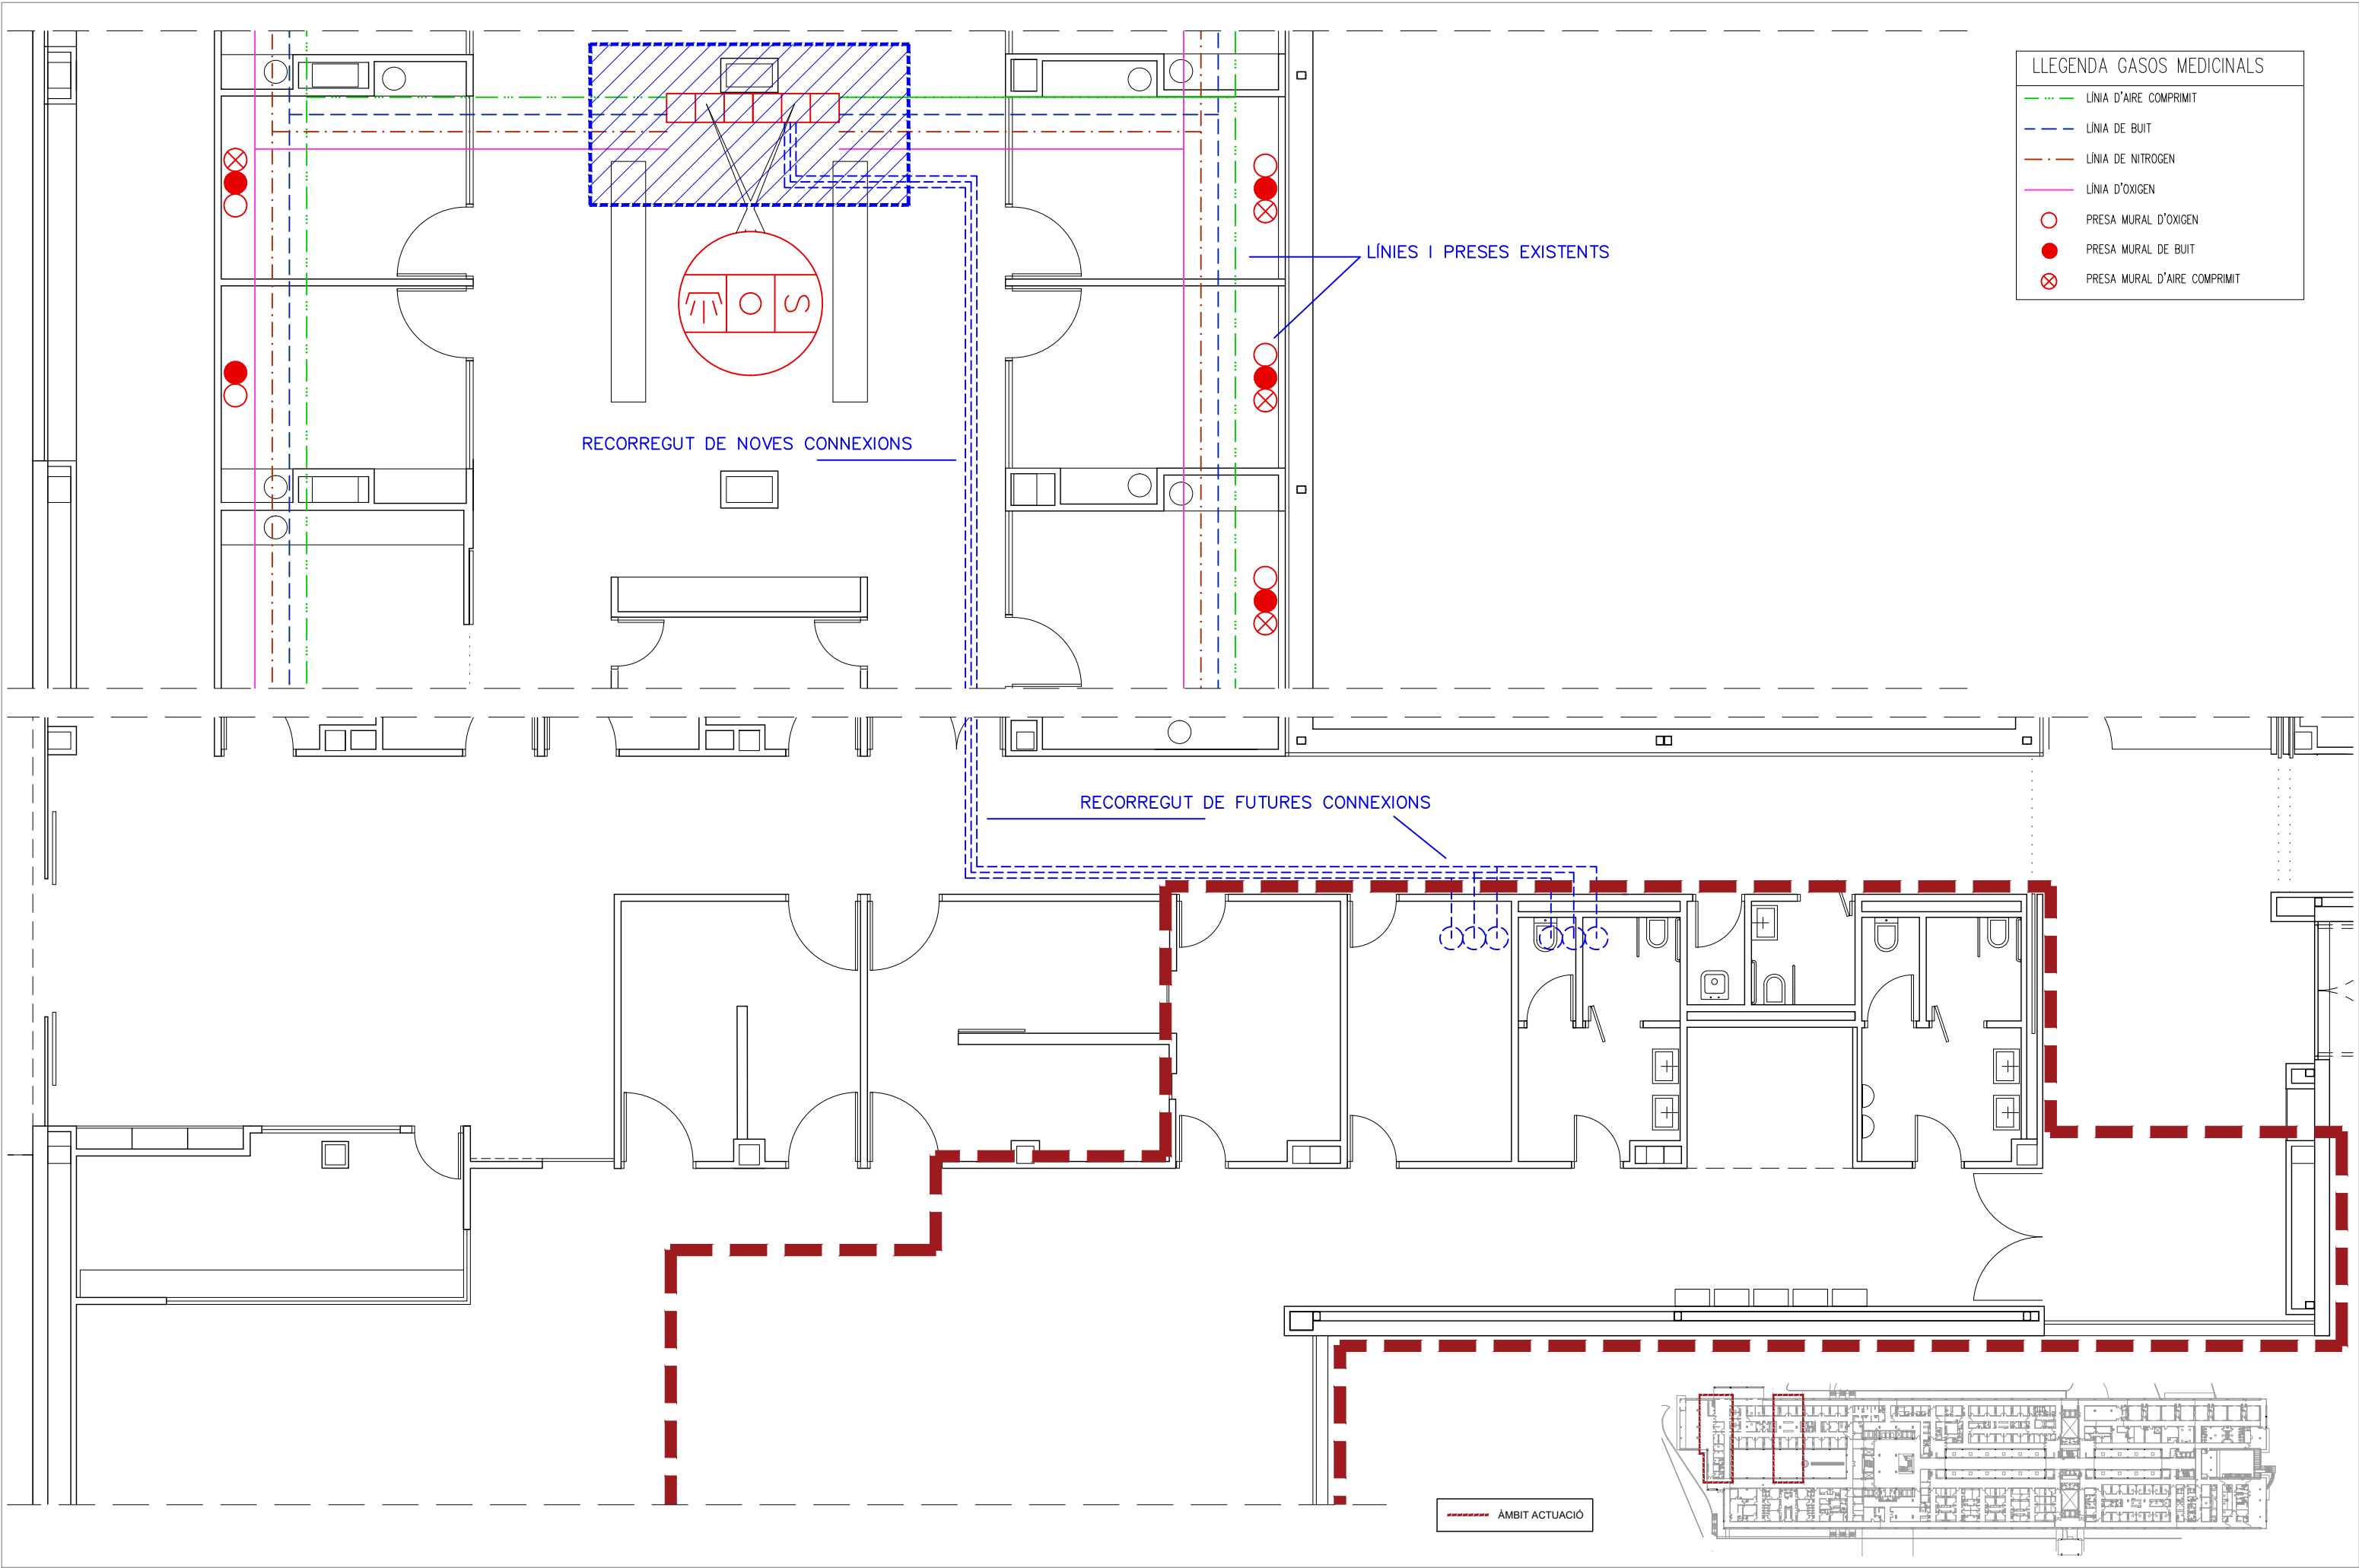 LLEGENDA GASOS MEDICINALS
LÍNIA D'AIRE COMPRIMIT
LÍNIA DE BUIT
LÍNIA DE NITROGEN
LÍNIA D'OXIGEN
PRESA MURAL D'OXIGEN
PRESA MURAL DE BUIT
PRESA MURAL D'AIRE COMPRIMIT
LÍNIES I PRESES EXISTENTS
S
RECORREGUT DE NOVES CONNEXIONS
RECORREGUT DE FUTURES CONNEXIONS
ÀMBIT ACTUACIÓ